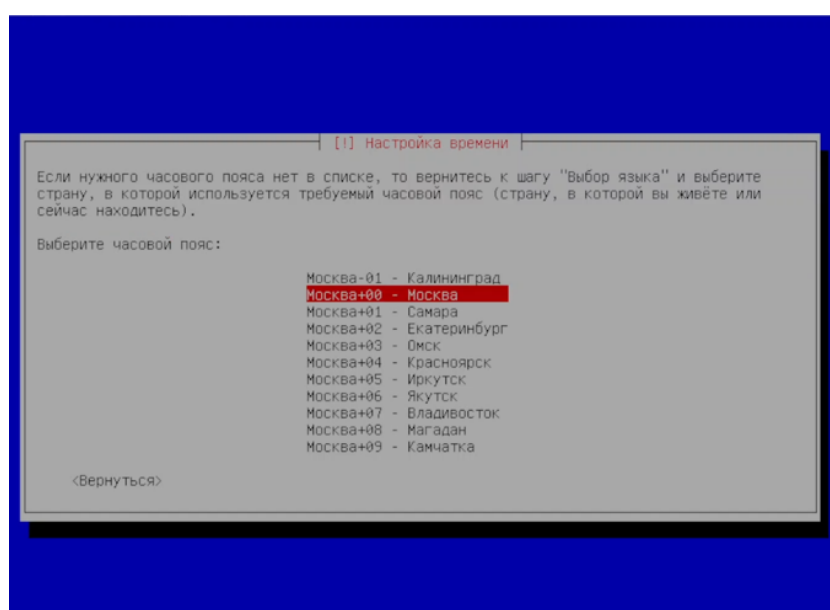 [!] Настройка времени
Если нужного часового пояса нет в списке, то вернитесь к шагу "Выбор языка" и выберите
страну, в которой используется требуемый часовой пояс (страну, в которой вы живёте или
сейчас находитесь).
Выберите часовой пояс:
Москва-01 - Калининград
Москва+00 - Москва
Москва+01 - Самара
Москва+02 - Екатеринбург
Москва+03 - Омск
Москва+04 - Красноярск
Москва+05 - Иркутск
Москва+06 - Якутск
Москва+07 - Владивосток
Москва+08 - Магадан
Москва+09 - Камчатка
<Вернуться>